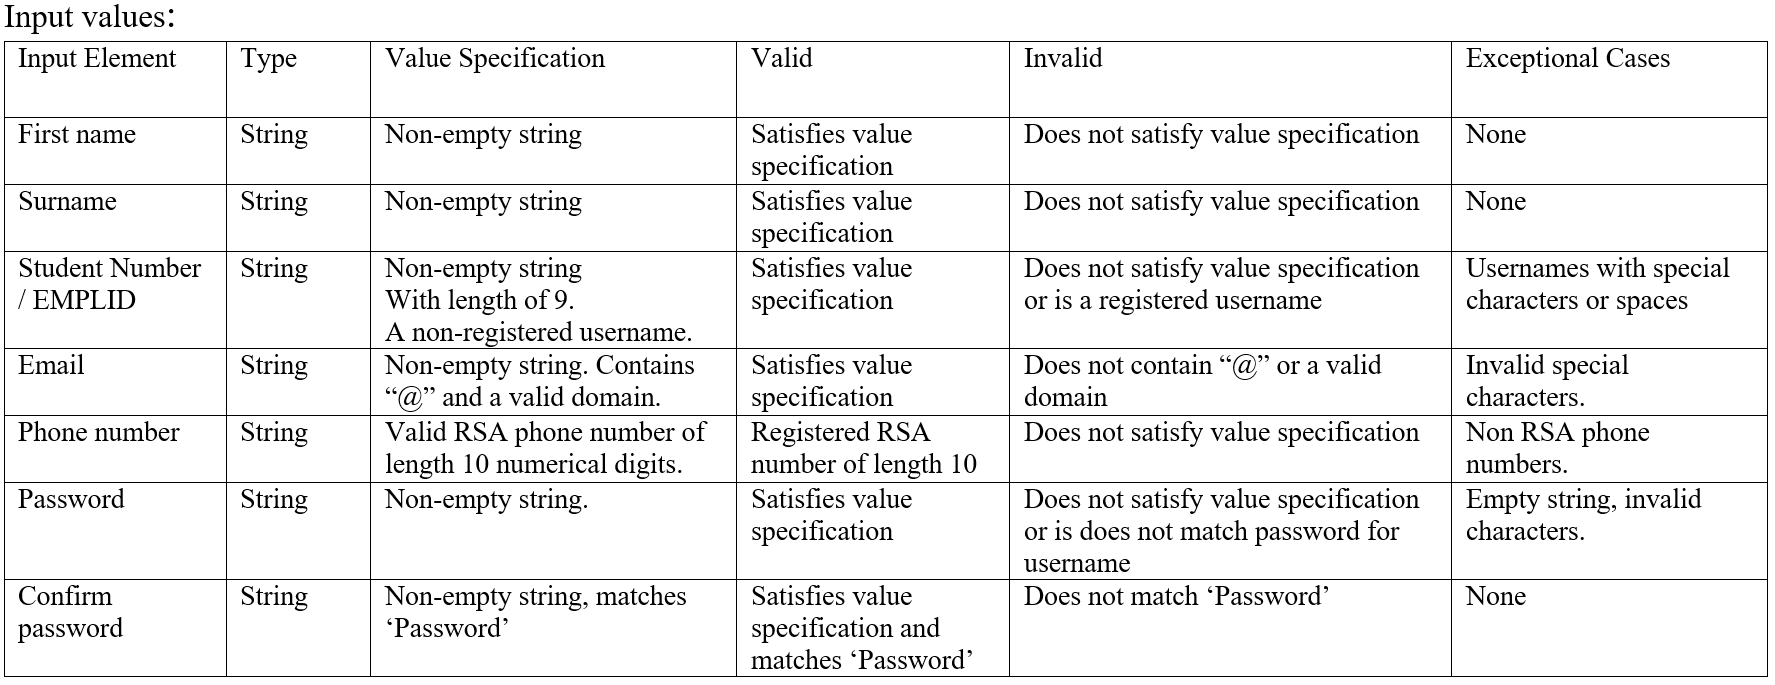 Input values:
Input Element
Type
Value Specification
Valid
Invalid
Exceptional Cases
First name
String
Non-empty string
Satisfies value
specification
Does not satisfy value specification
None
Surname
String
Non-empty string
Satisfies value
specification
Does not satisfy value specification
None
Student Number
/ EMPLID
String
Non-empty string
With length of 9.
A non-registered username.
Satisfies value
specification
Does not satisfy value specification
or is a registered username
Usernames with special
characters or spaces
Email
String
Non-empty string. Contains
“@” and a valid domain.
Satisfies value
specification
Does not contain “@” or a valid
domain
Invalid special
characters.
Phone number
String
Valid RSA phone number of
length 10 numerical digits.
Registered RSA
number of length 10
Does not satisfy value specification
Non RSA phone
numbers.
Password
String
Non-empty string.
Satisfies value
specification
Does not satisfy value specification
or is does not match password for
username
Empty string, invalid
characters.
Confirm
password
String
Non-empty string, matches
‘Password’
Satisfies value
specification and
matches ‘Password’
Does not match ‘Password’
None